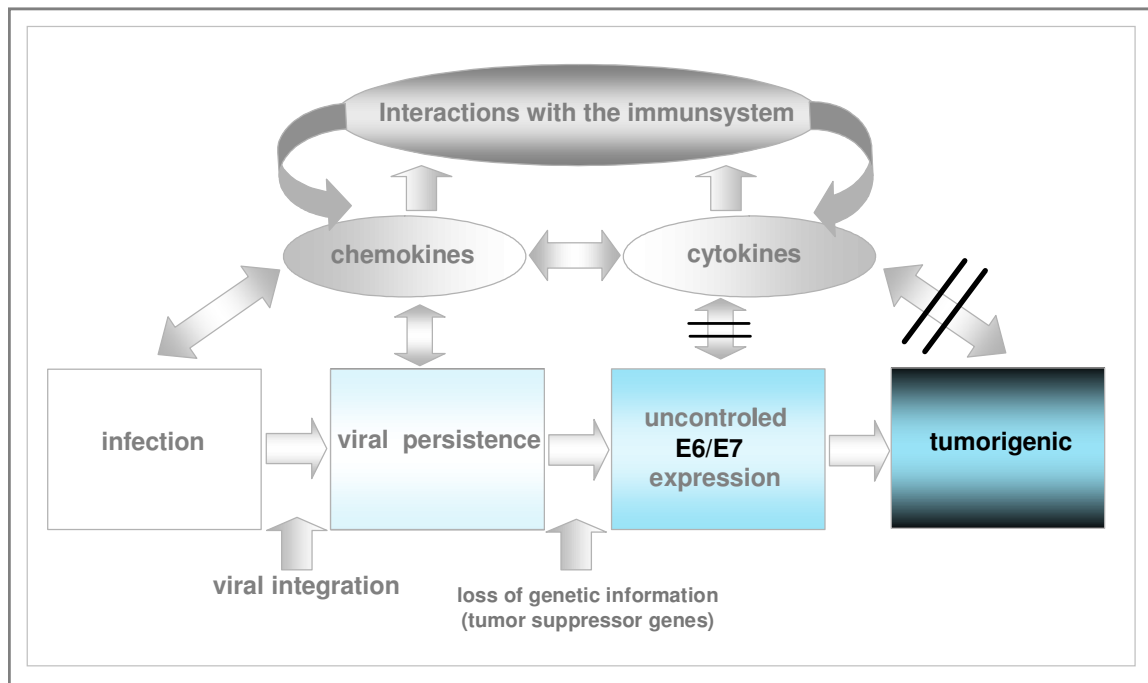 Interactions with the immunsystem
chemokines
cytokines
infection
viral persistence
uncontroled
E6/E7
expression
tumorigenic
viral integration
loss of genetic information
(tumor suppressor genes)